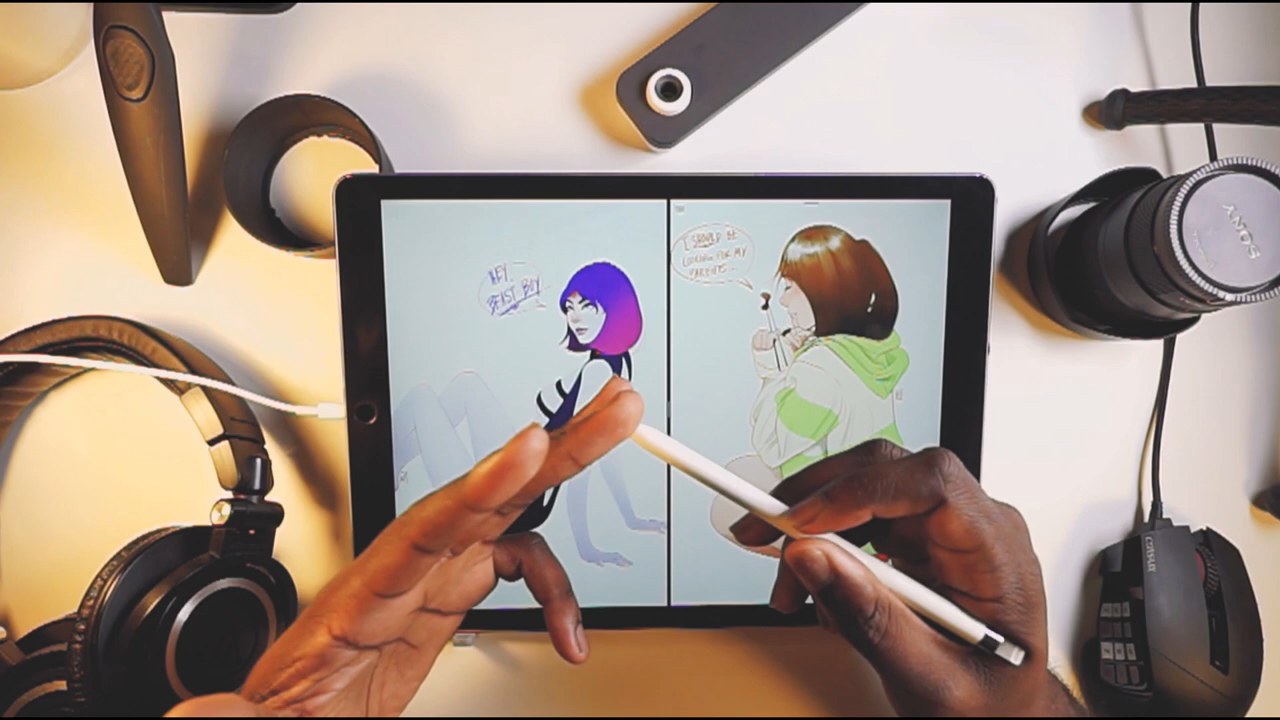 HEY
BEAST BOY
I SHOULD BE
LOOKING FOR MY
PARENTS...
SONY
CORSAIR